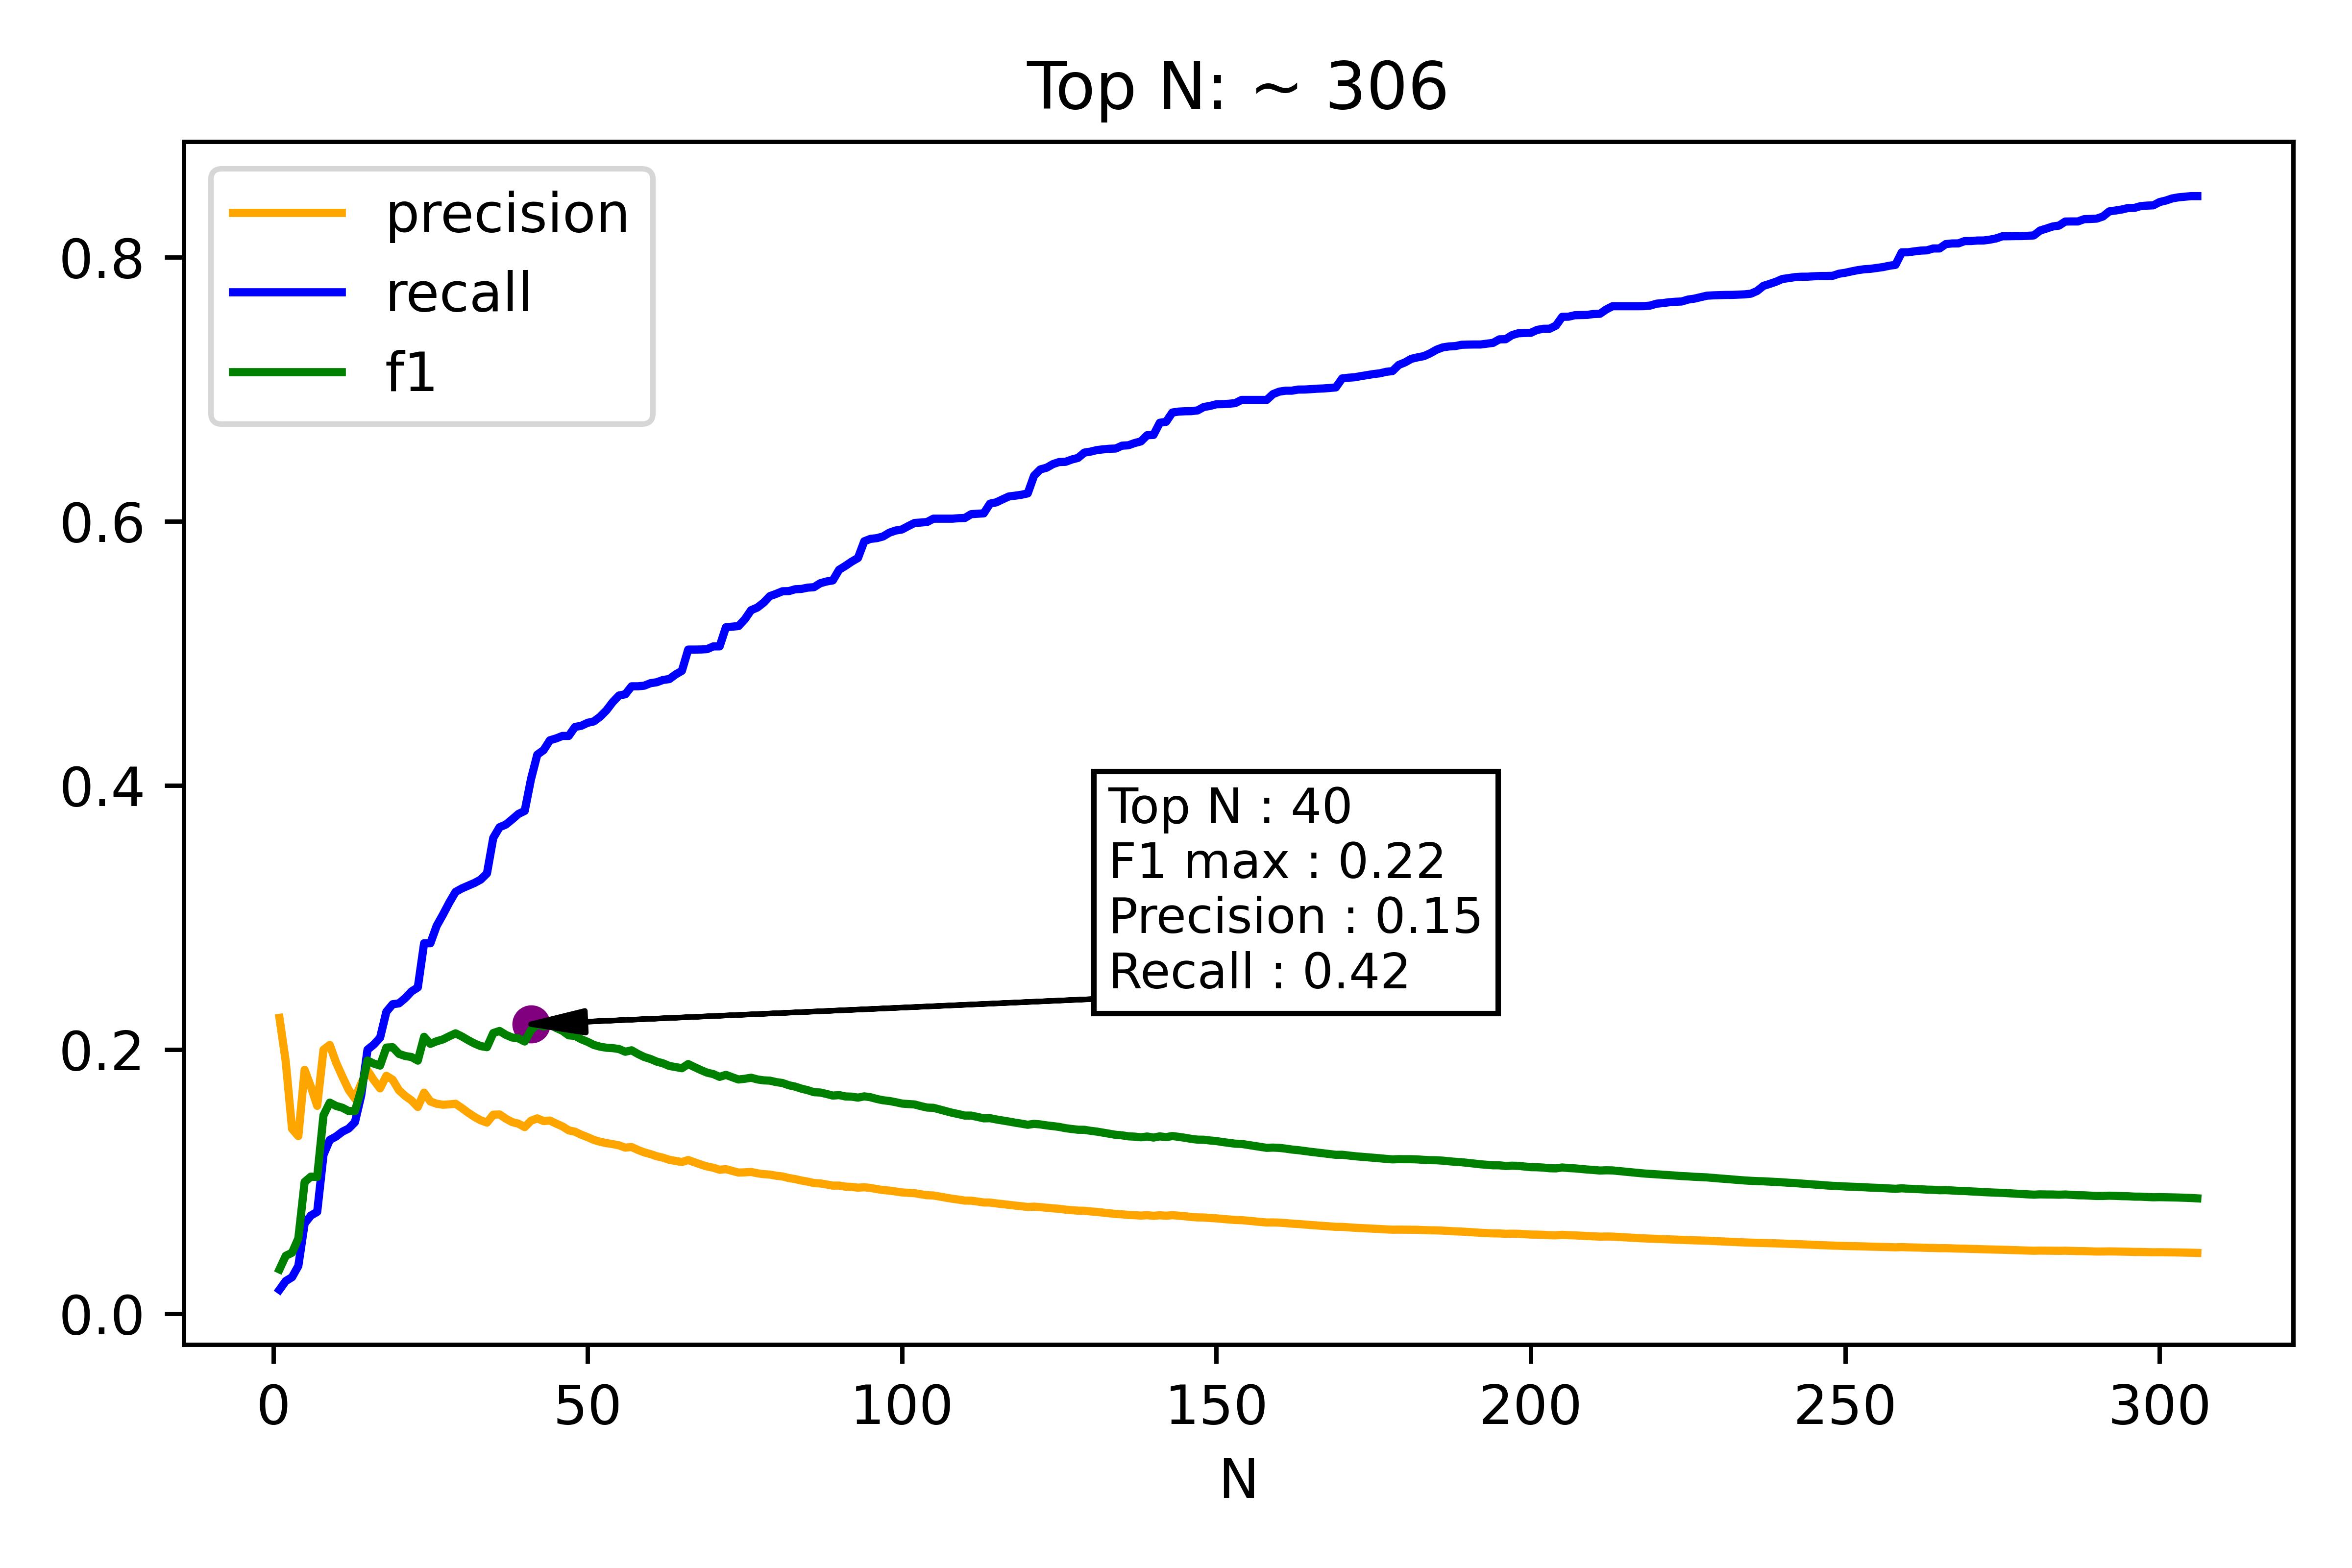 Top N: ~ 306
precision
recall
f1
0.8
0.6
0.4
0.2
0.0
Top N : 40
F1 max : 0.22
Precision : 0.15
Recall : 0.42
0 50 100 150 200 250 300
N